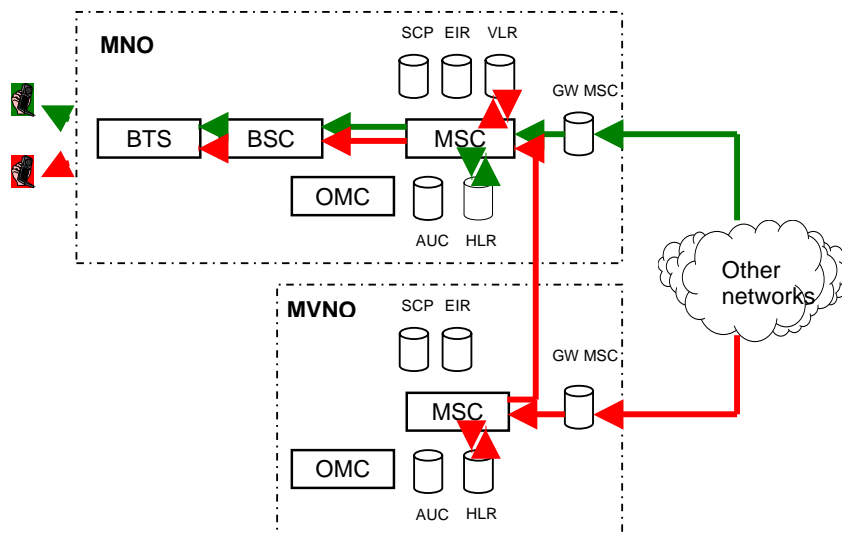 MNO
SCP EIR VLR
GW MSC
BTS
BSC
MSC
OMC
AUC HLR
Other
networks
MVNO
SCP EIR
GW MSC
MSC
OMC
AUC HLR